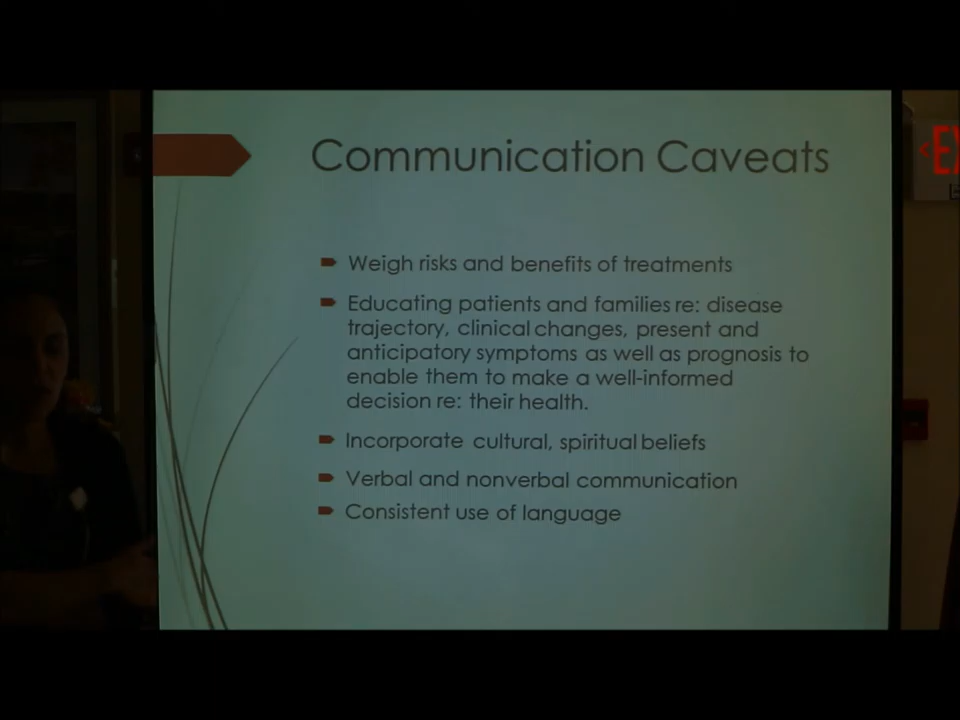 Communication Caveats
Weigh risks and benefits of treatments
Educating patients and families re: disease
trajectory, clinical changes, present and
anticipatory symptoms as well as prognosis to
enable them to make a well-informed
decision re: their health.
Incorporate cultural, spiritual beliefs
Verbal and nonverbal communication
Consistent use of language